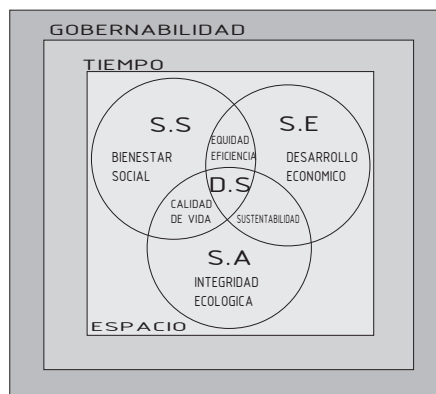 GOBERNABILIDAD
TIEMPO
S.S
BIENESTAR
SOCIAL
EQUIDAD
EFICIENCIA
S.E
DESARROLLO
ECONOMICO
D.S
CALIDAD
DE VIDA
SUSTENTABILIDAD
S.A
INTEGRIDAD
ECOLOGICA
ESPACIO